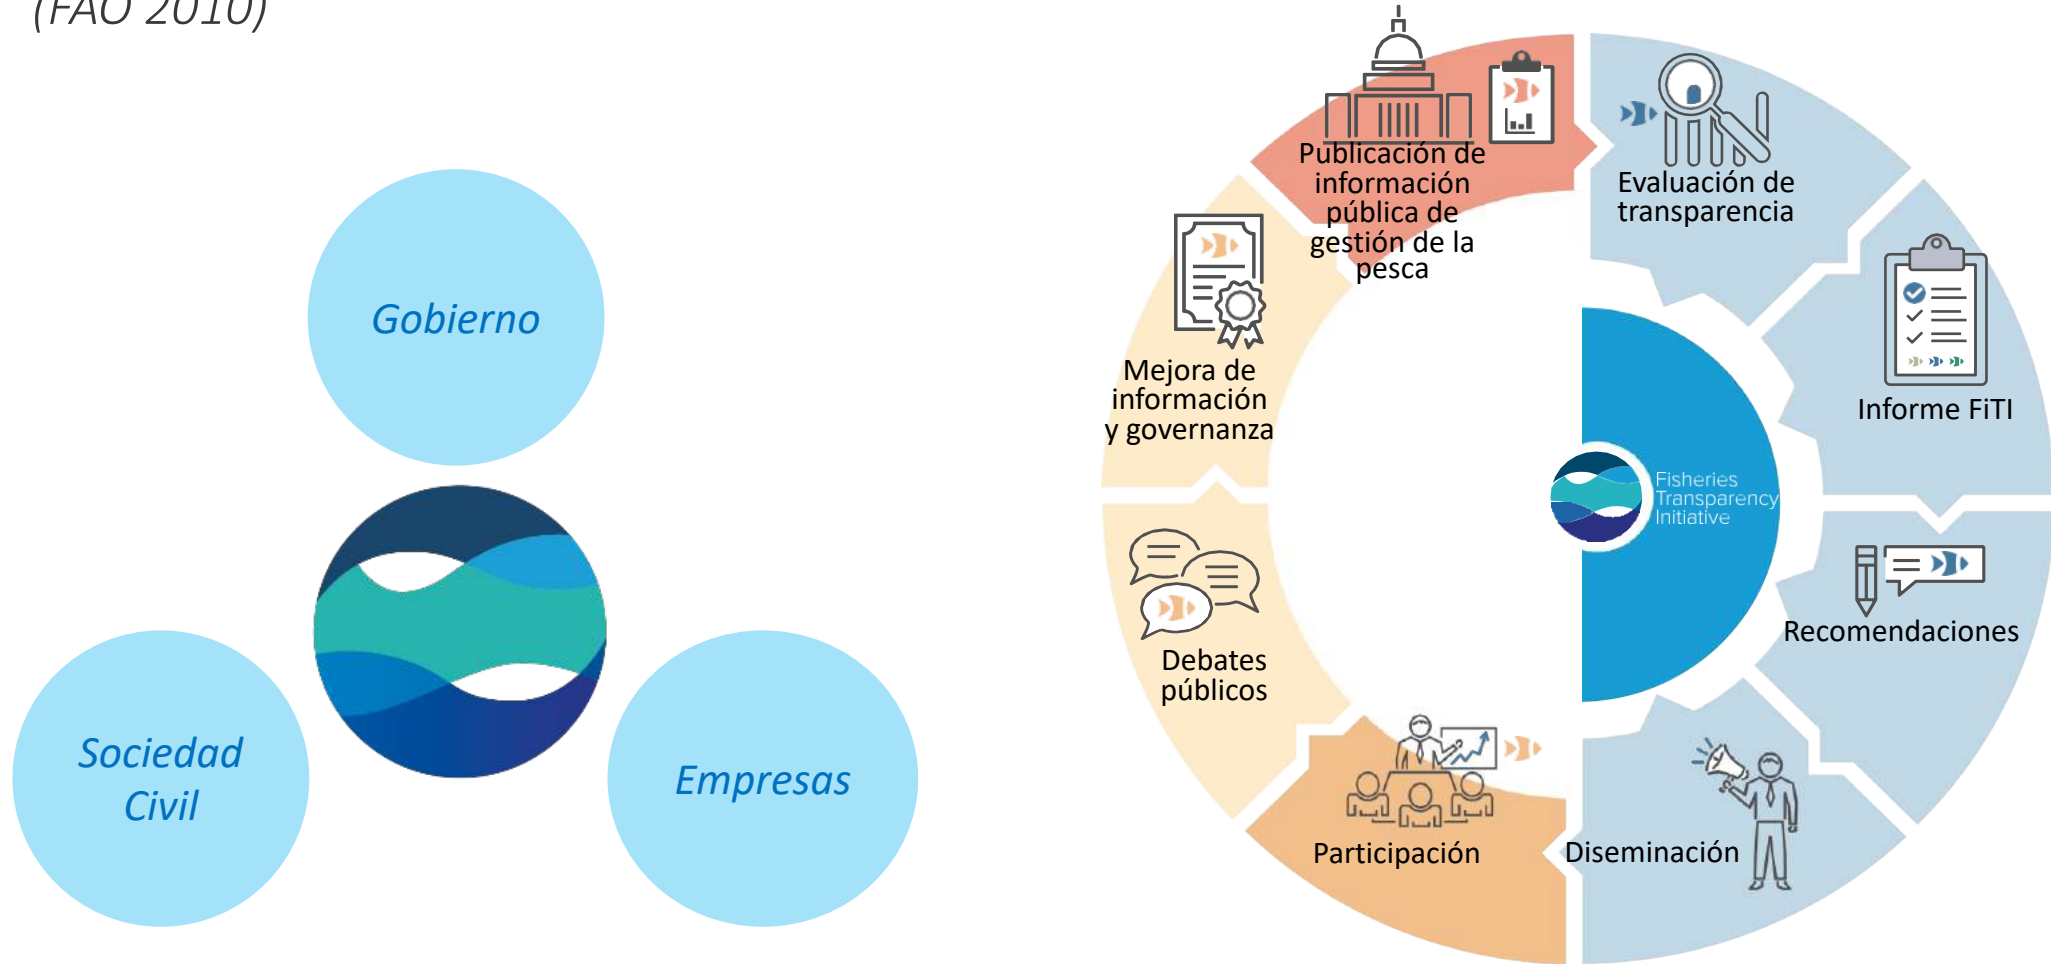 (FAO 2010)
Gobierno
Sociedad
Civil
Empresas
Publicación de
información
pública de
gestión de la
pesca
Evaluación de
transparencia
Informe FiTI
Recomendaciones
Diseminación
Participación
Debates
públicos
Mejora de
información
y governanza
Fisheries
Transparency
Initiative